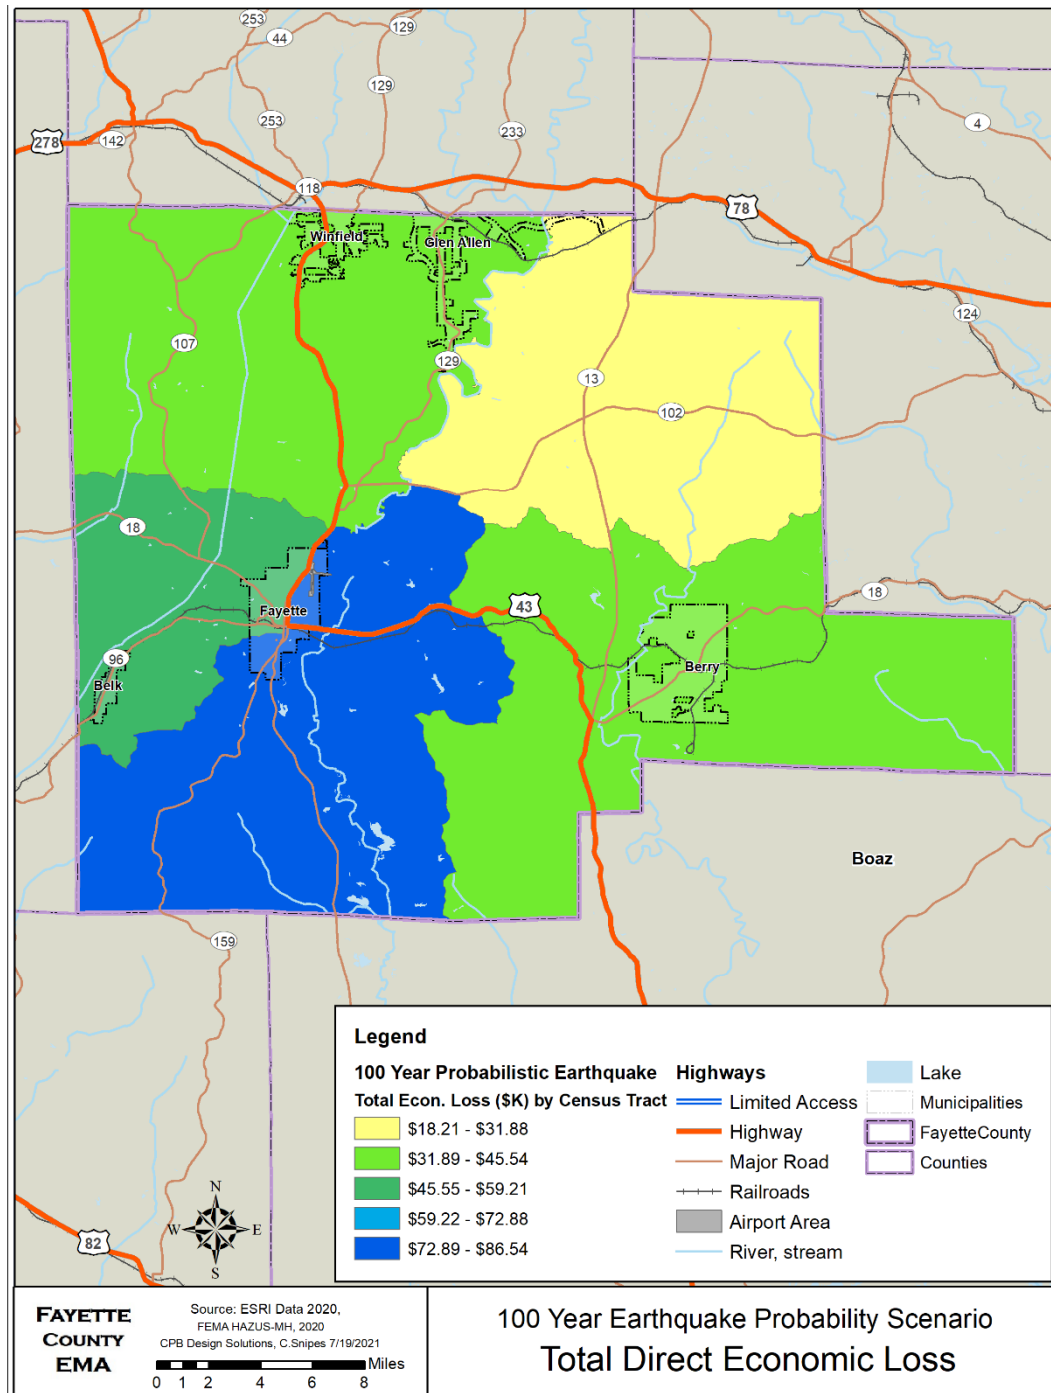 253
44
129
129
253
233
4
278
142
118
78
Winfield
Glen Allen
124
107
129
13
102
18
43
18
Fayette
Berry
96
Belk
Boaz
159
82
N
W E
S
Legend
100 Year Probabilistic Earthquake
Total Econ. Loss ($K) by Census Tract
$18.21 - $31.88
$31.89 - $45.54
$45.55 - $59.21
$59.22 - $72.88
$72.89 - $86.54
Highways
Limited Access
Highway
Major Road
Railroads
Airport Area
River, stream
Lake
Municipalities
FayetteCounty
Counties
FAYETTE
COUNTY
EMA
Source: ESRI Data 2020,
FEMA HAZUS-MH, 2020
CPB Design Solutions, C.Snipes 7/19/2021
Miles
0 1 2 4 6 8
100 Year Earthquake Probability Scenario
Total Direct Economic Loss